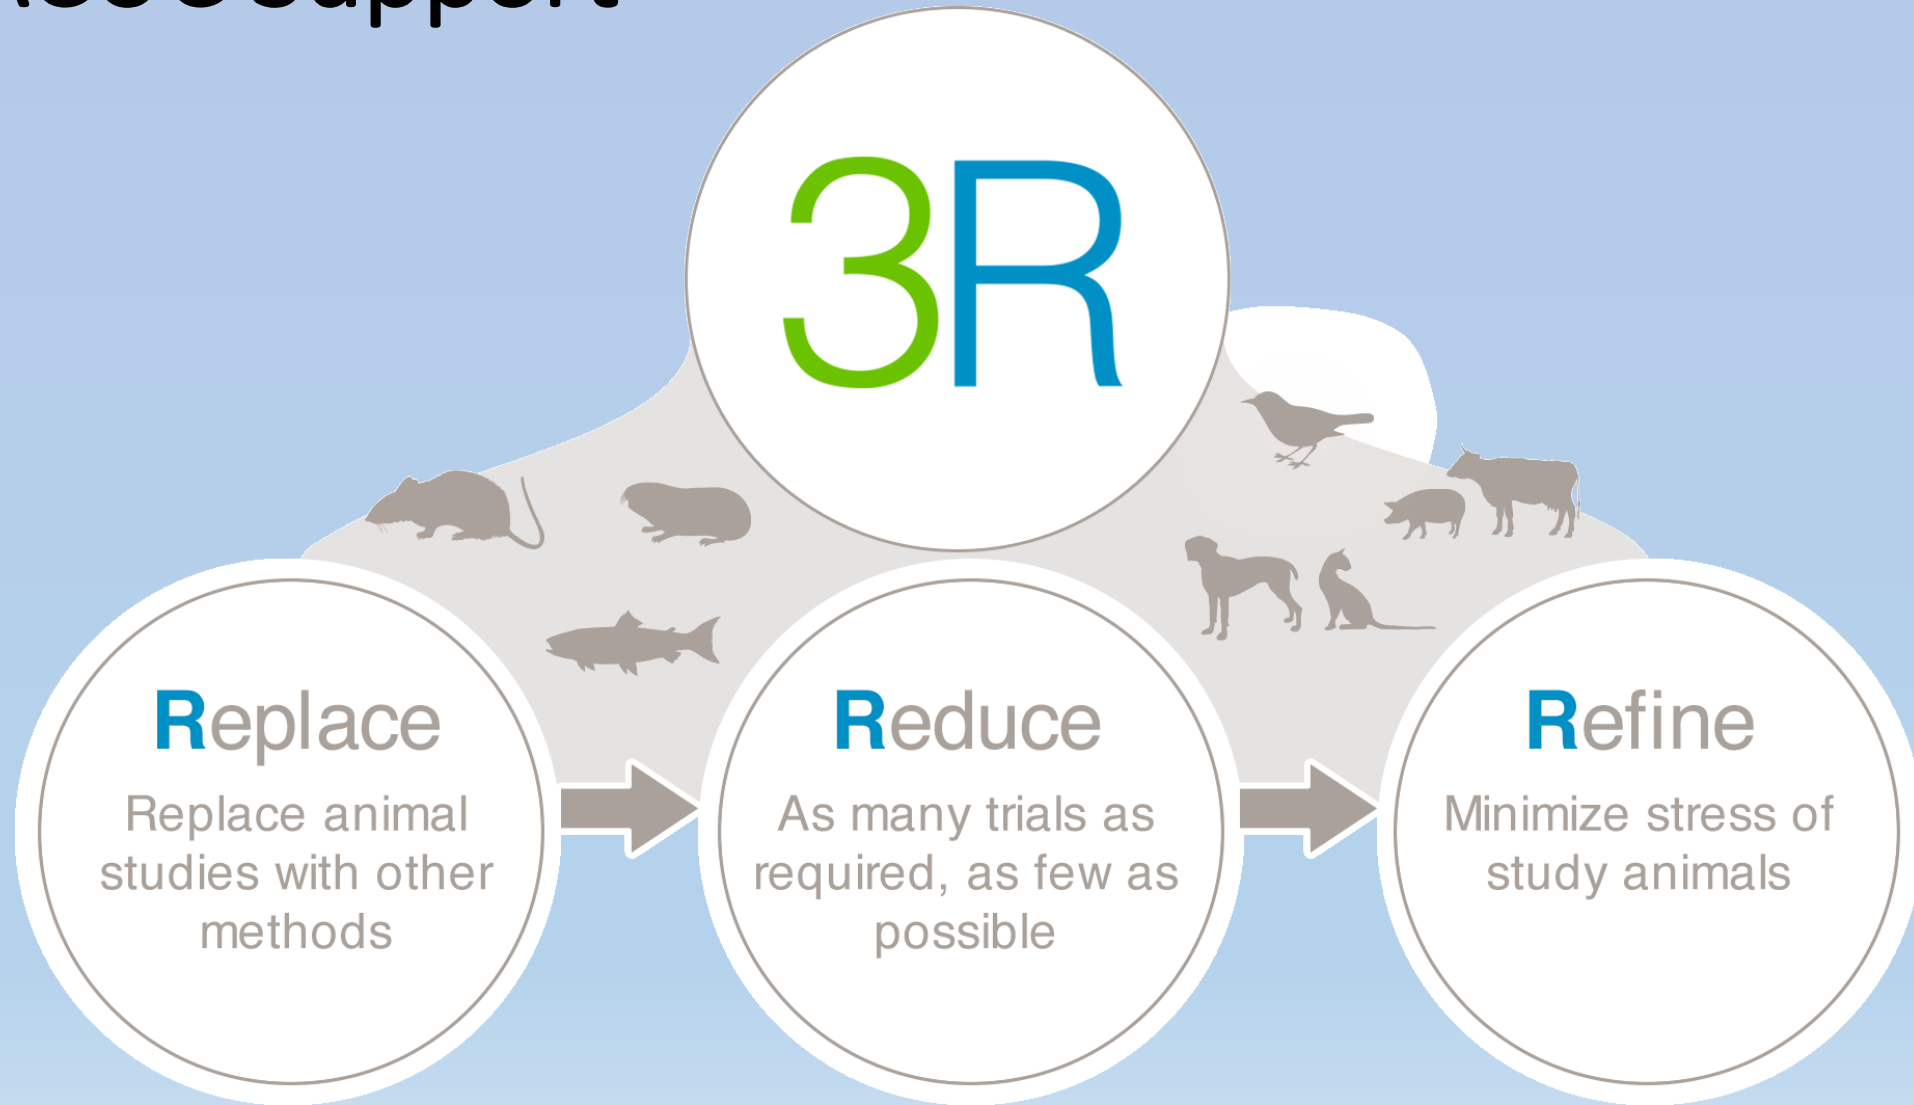 Support
3R
Replace
Replace animal
studies with other
methods
Reduce
As many trials as
required, as few as
possible
Refine
Minimize stress of
study animals